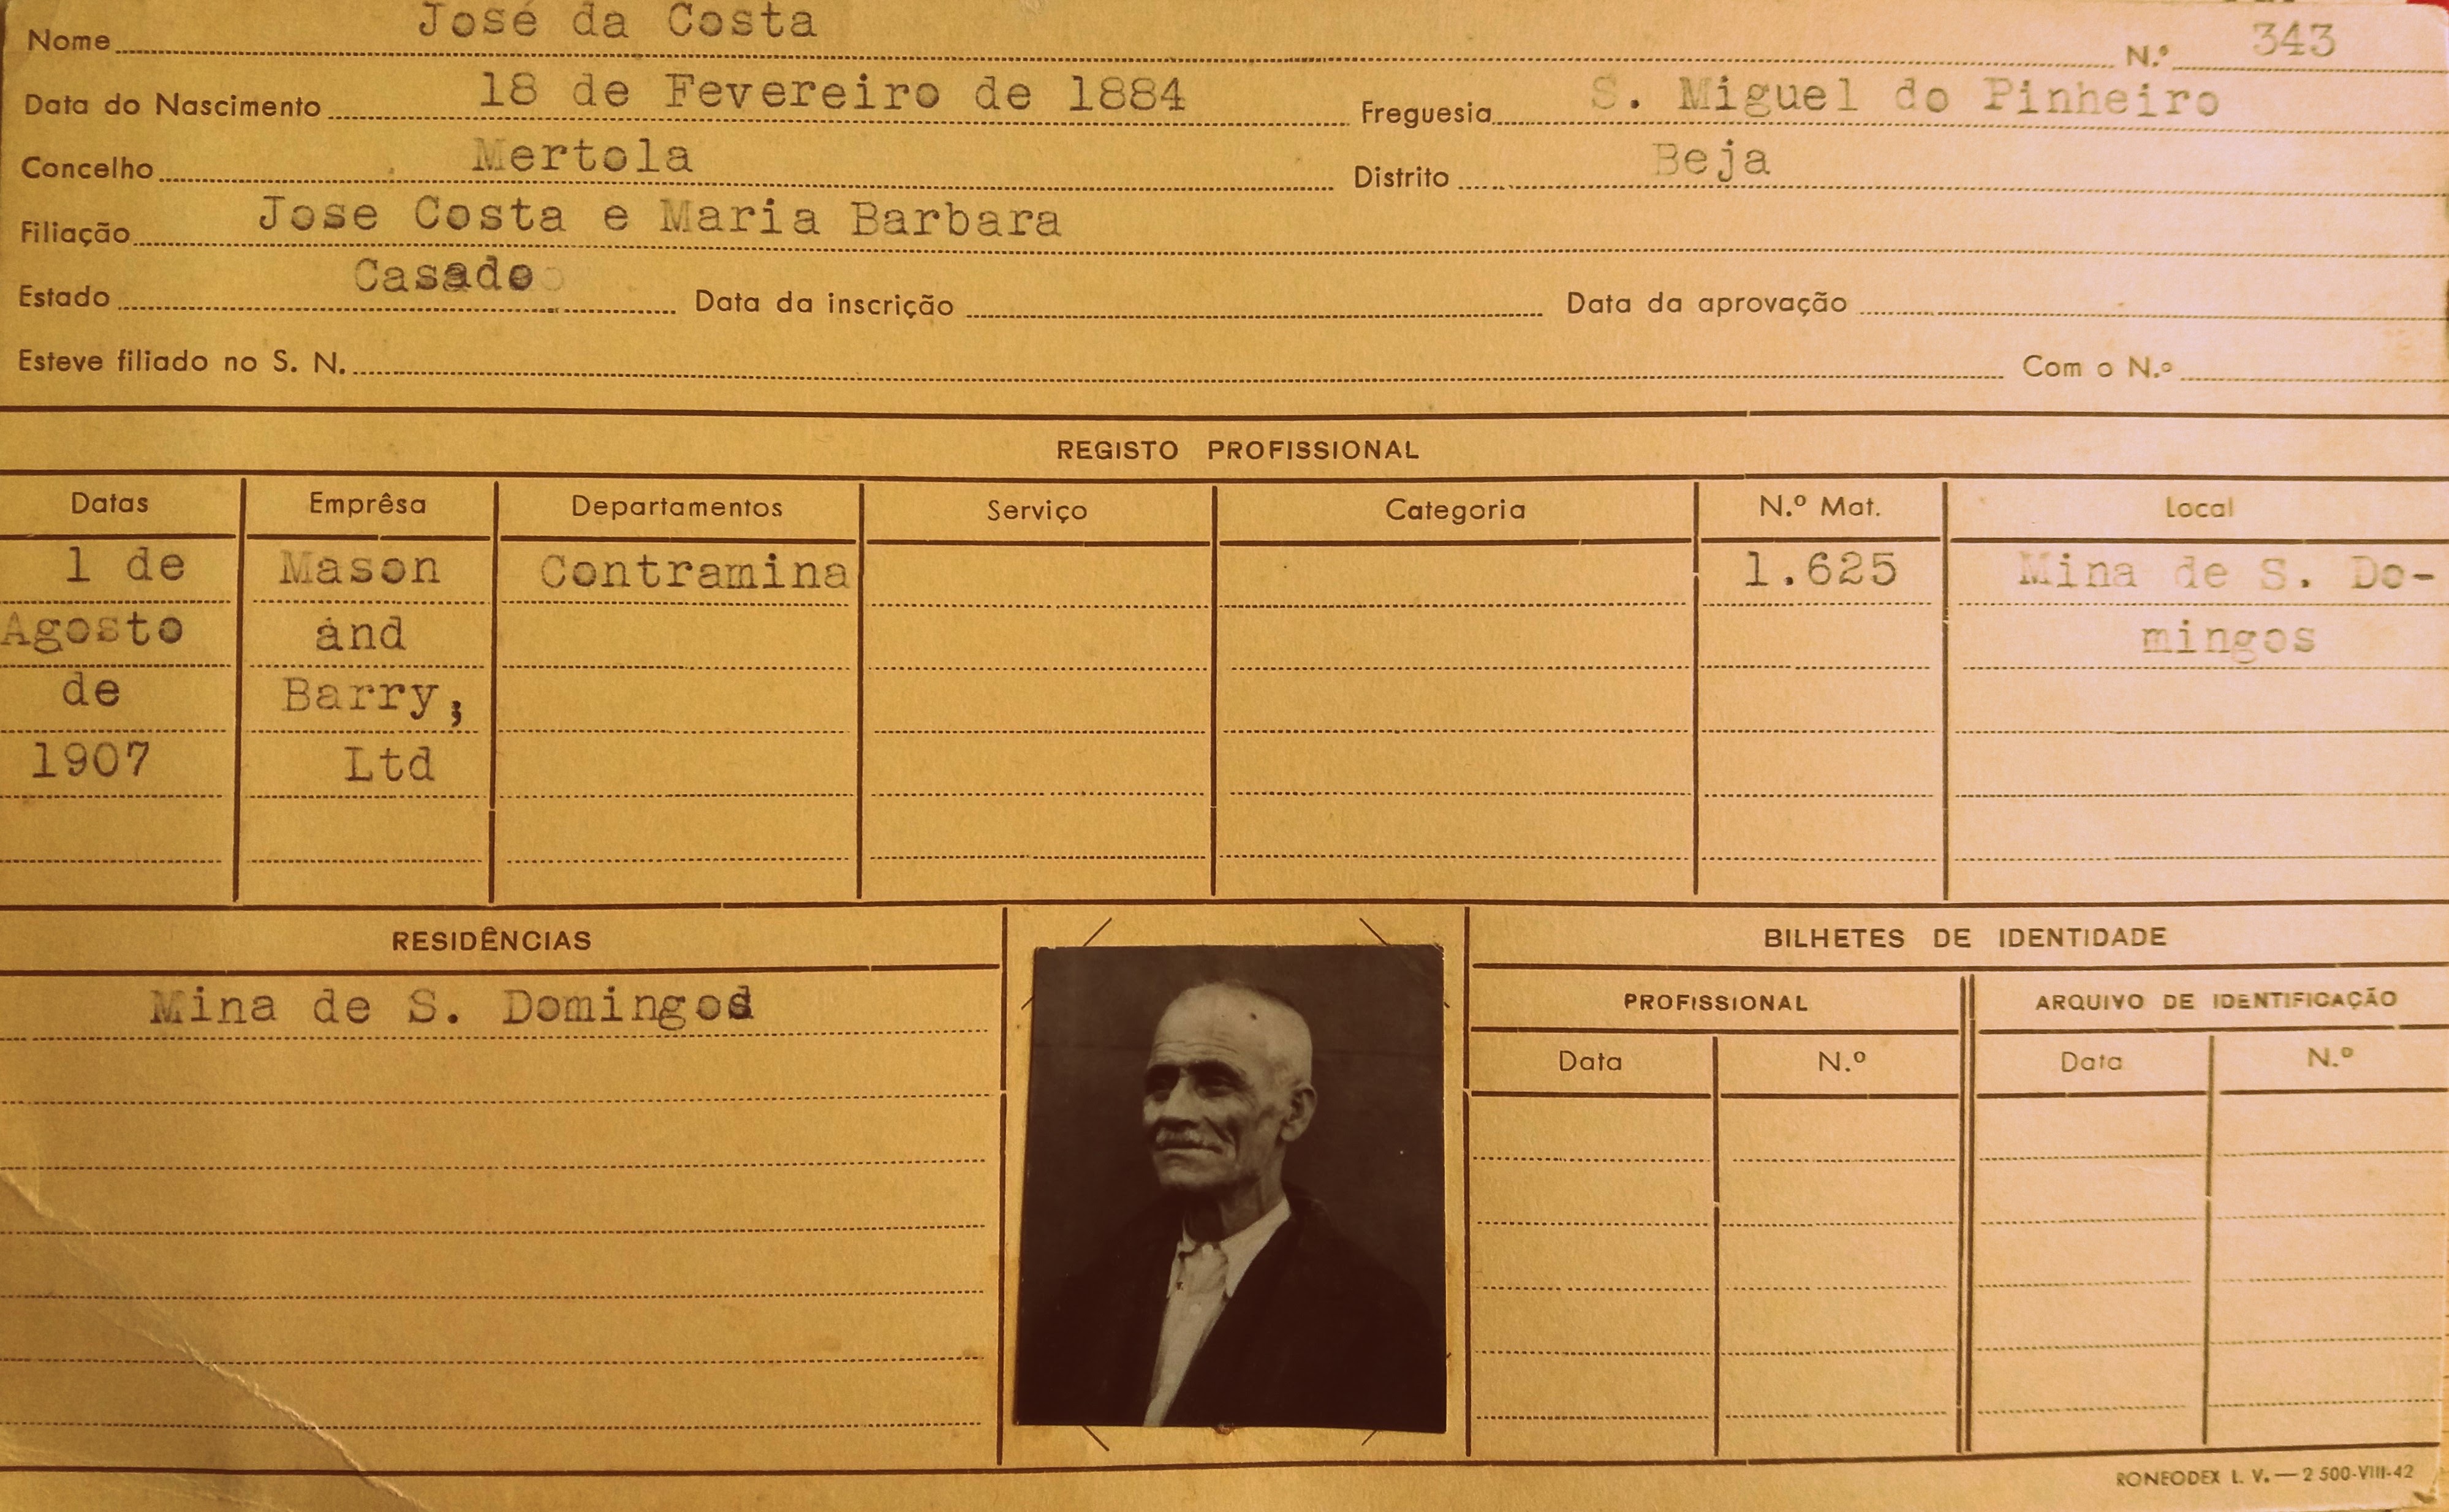 Nome José da Costa N.º 343
Data do Nascimento 18 de Fevereiro de 1884 Freguesia S. Miguel do Pinheiro
Concelho Mertola Distrito Beja
Filiação Jose Costa e Maria Barbara
Estado Casado Data da inscrição Data da aprovação
Esteve filiado no S. N. Com o N.º
REGISTO PROFISSIONAL
Datas Emprêsa Departamentos Serviço Categoria N.º Mat. Local
1 de Mason Contramina 1.625 Mina de S. Do-
Agosto and mingos
de Barry,
1907 Ltd
RESIDÊNCIAS BILHETES DE IDENTIDADE
Mina de S. Domingos PROFISSIONAL ARQUIVO DE IDENTIFICAÇÃO
Data N.º Data N.º
RONEODEX L. V. — 2 500-VIII-42